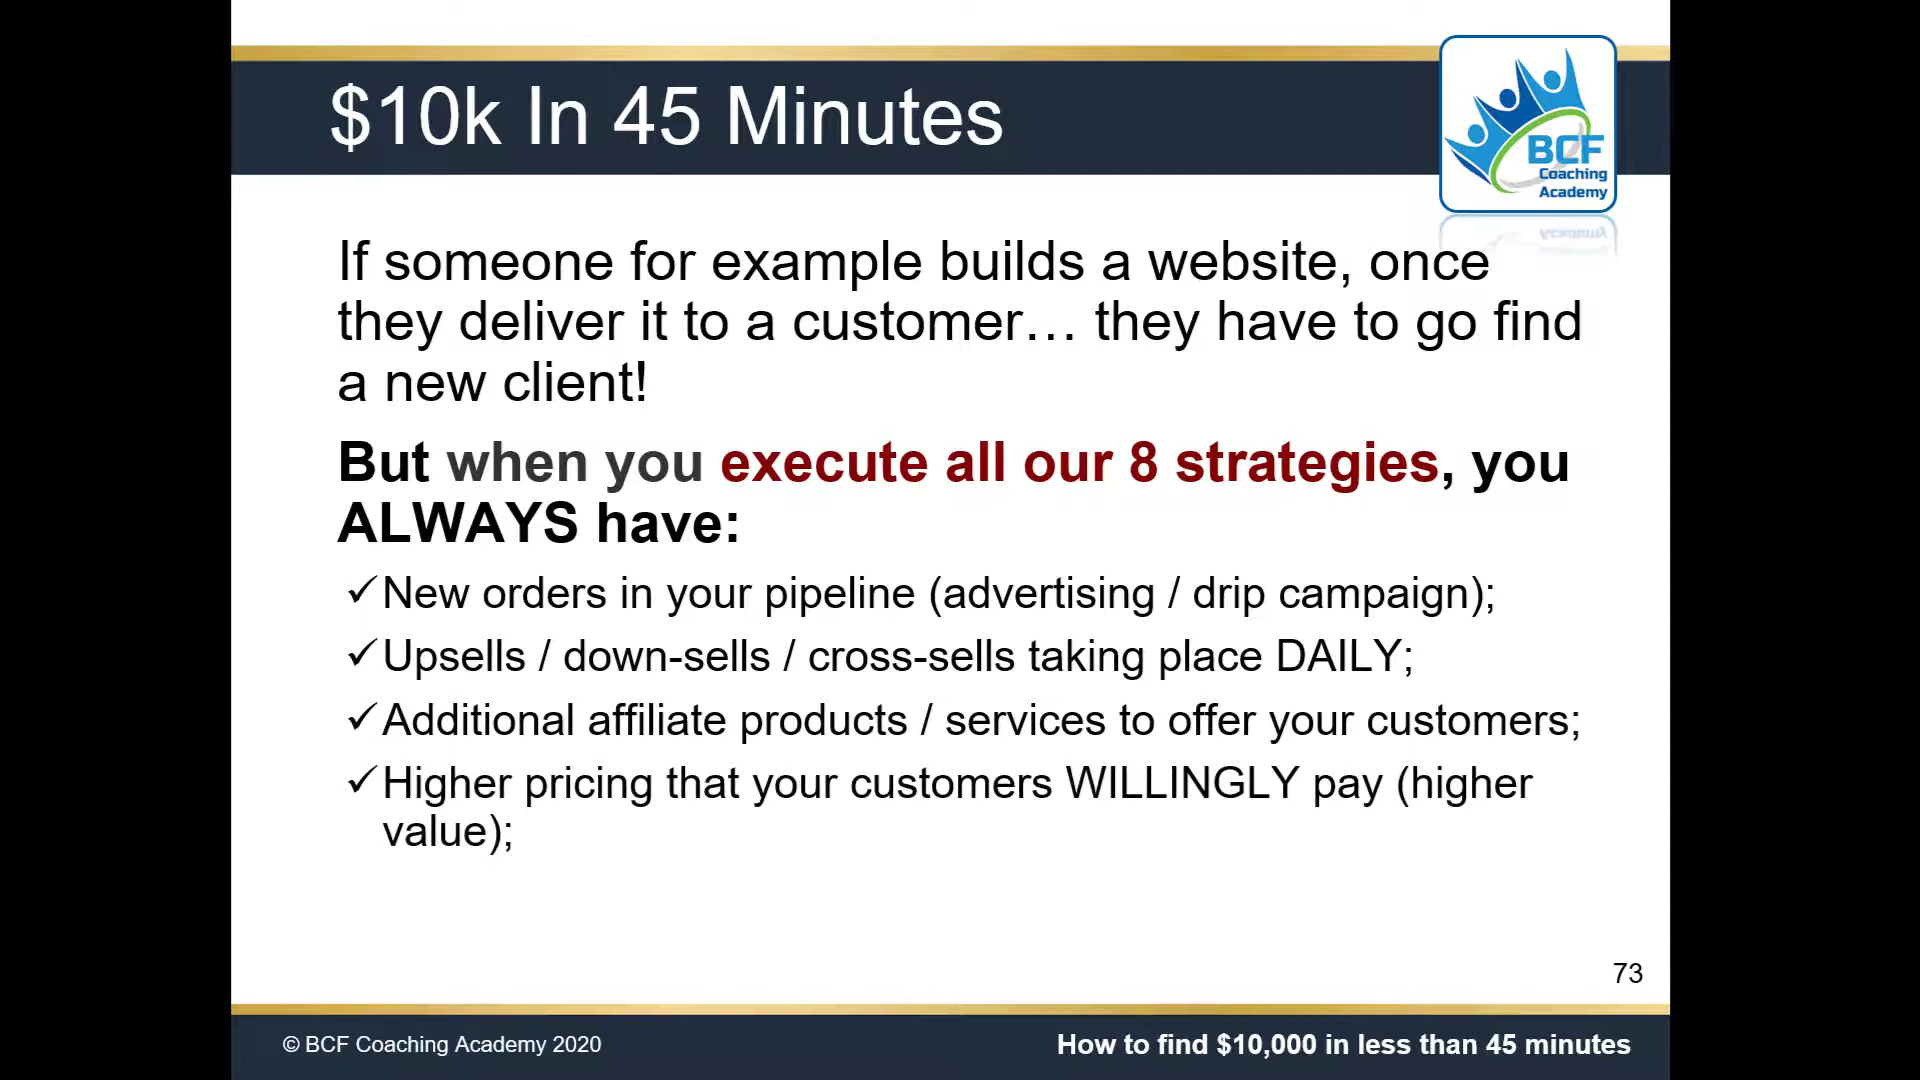 $10k In 45 Minutes
BCF
Coaching
Academy
If someone for example builds a website, once
they deliver it to a customer… they have to go find
a new client!
But when you execute all our 8 strategies, you
ALWAYS have:
✓New orders in your pipeline (advertising / drip campaign);
✓Upsells / down-sells / cross-sells taking place DAILY;
✓Additional affiliate products / services to offer your customers;
✓Higher pricing that your customers WILLINGLY pay (higher
value);
73
© BCF Coaching Academy 2020
How to find $10,000 in less than 45 minutes